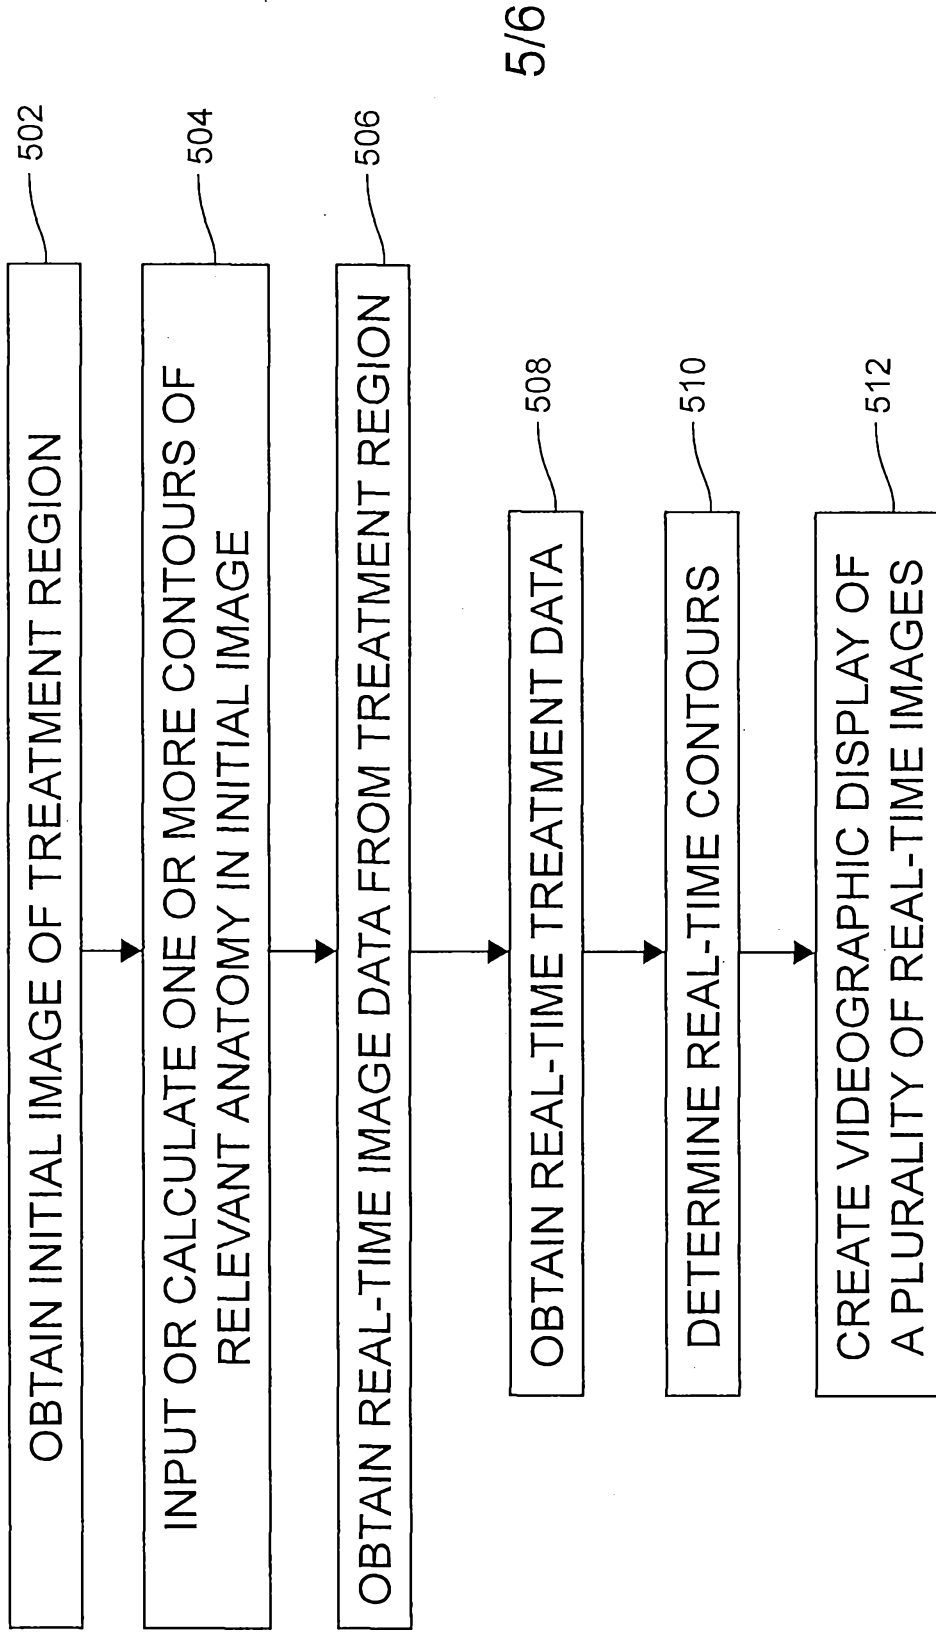 5/6
OBTAIN INITIAL IMAGE OF TREATMENT REGION
502
INPUT OR CALCULATE ONE OR MORE CONTOURS OF
RELEVANT ANATOMY IN INITIAL IMAGE
504
OBTAIN REAL-TIME IMAGE DATA FROM TREATMENT REGION
506
OBTAIN REAL-TIME TREATMENT DATA
508
DETERMINE REAL-TIME CONTOURS
510
CREATE VIDEOGRAPHIC DISPLAY OF
A PLURALITY OF REAL-TIME IMAGES
512